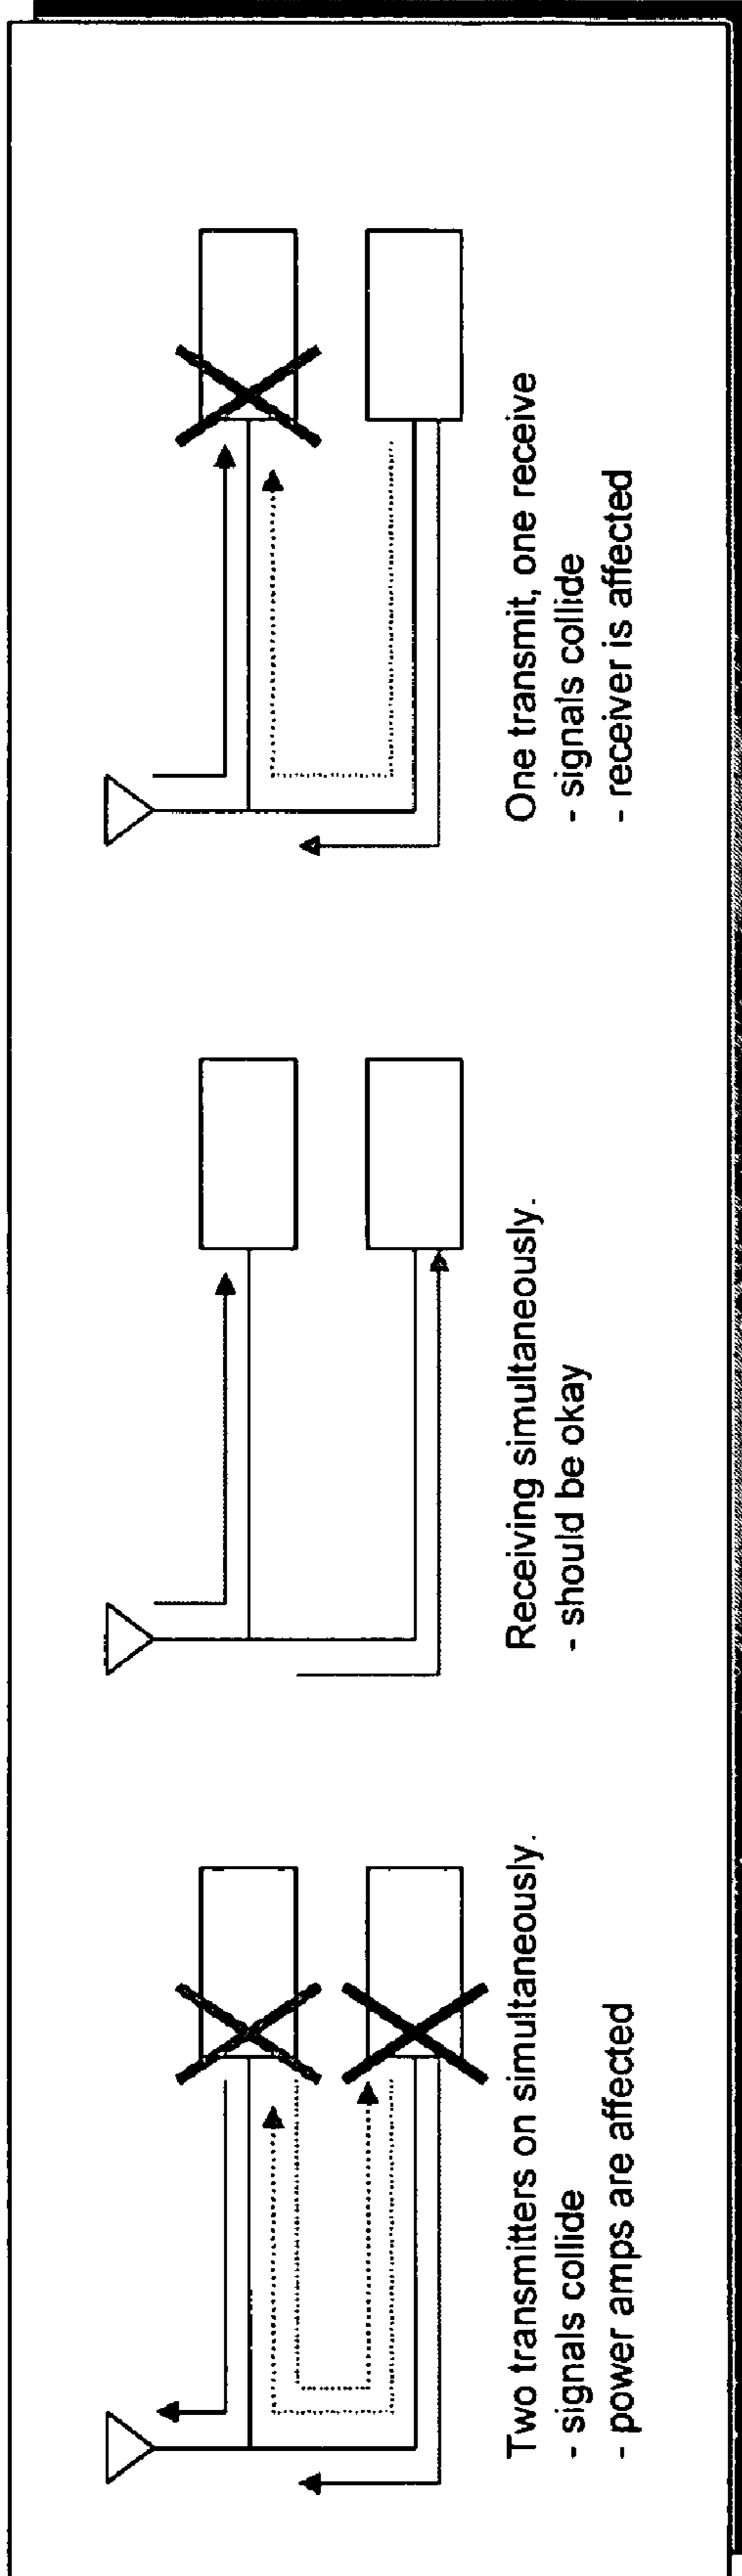 Two transmitters on simultaneously.
- signals collide
- power amps are affected
Receiving simultaneously.
- should be okay
One transmit, one receive
- signals collide
- receiver is affected